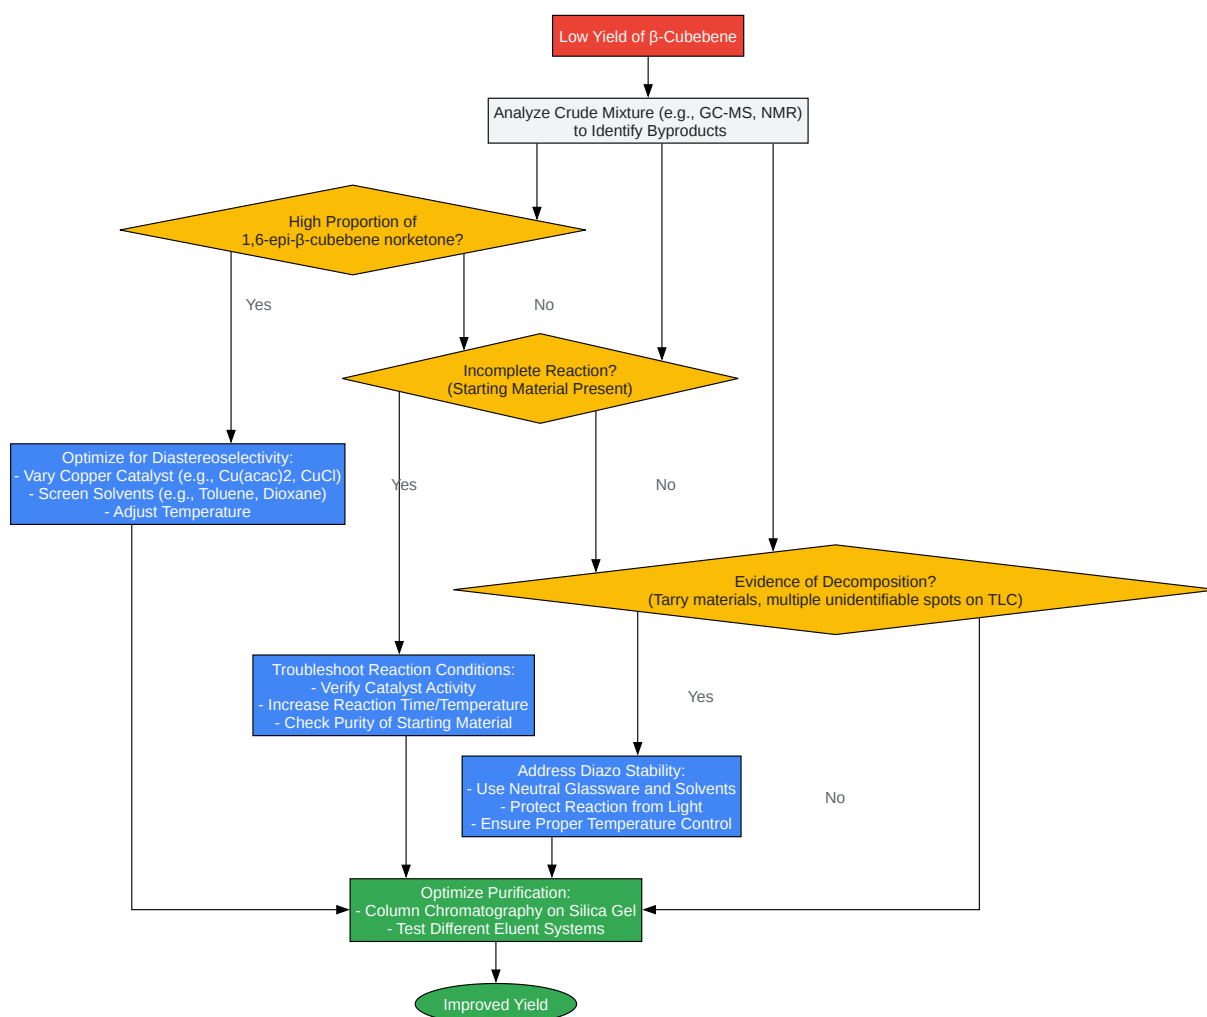 Low Yield of β-Cubebene
Analyze Crude Mixture (e.g., GC-MS, NMR)
to Identify Byproducts
High Proportion of
1,6-epi-β-cubebene norketone?
Yes
No
Incomplete Reaction?
(Starting Material Present)
Optimize for Diastereoselectivity:
- Vary Copper Catalyst (e.g., Cu(acac)2, CuCl)
- Screen Solvents (e.g., Toluene, Dioxane)
- Adjust Temperature
Yes
No
Evidence of Decomposition?
(Tarry materials, multiple unidentifiable spots on TLC)
Troubleshoot Reaction Conditions:
- Verify Catalyst Activity
- Increase Reaction Time/Temperature
- Check Purity of Starting Material
Yes
No
Address Diazo Stability:
- Use Neutral Glassware and Solvents
- Protect Reaction from Light
- Ensure Proper Temperature Control
Optimize Purification:
- Column Chromatography on Silica Gel
- Test Different Eluent Systems
Improved Yield